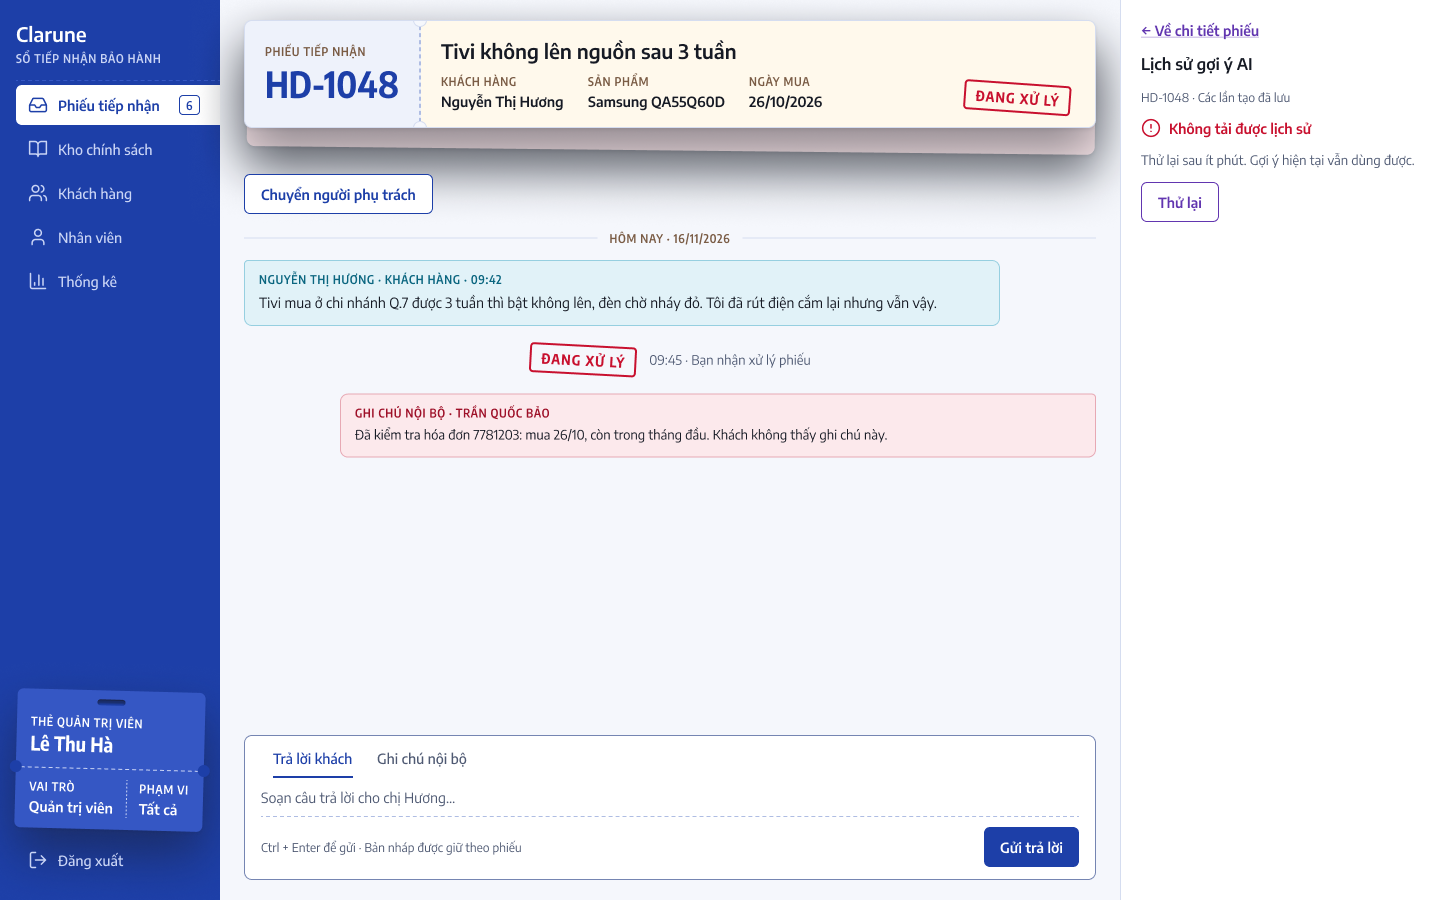 Clarune
SỔ TIẾP NHẬN BẢO HÀNH
Phiếu tiếp nhận 6
Kho chính sách
Khách hàng
Nhân viên
Thống kê
THẺ QUẢN TRỊ VIÊN
Lê Thu Hà
VAI TRÒ PHẠM VI
Quản trị viên Tất cả
Đăng xuất
PHIẾU TIẾP NHẬN
HD-1048
Tivi không lên nguồn sau 3 tuần
KHÁCH HÀNG SẢN PHẨM NGÀY MUA
Nguyễn Thị Hương Samsung QA55Q60D 26/10/2026
ĐANG XỬ LÝ
Chuyển người phụ trách
HÔM NAY · 16/11/2026
NGUYỄN THỊ HƯƠNG · KHÁCH HÀNG · 09:42
Tivi mua ở chi nhánh Q.7 được 3 tuần thì bật không lên, đèn chờ nháy đỏ. Tôi đã rút điện cắm lại nhưng vẫn vậy.
ĐANG XỬ LÝ 09:45 · Bạn nhận xử lý phiếu
GHI CHÚ NỘI BỘ · TRẦN QUỐC BẢO
Đã kiểm tra hóa đơn 7781203: mua 26/10, còn trong tháng đầu. Khách không thấy ghi chú này.
Trả lời khách Ghi chú nội bộ
Soạn câu trả lời cho chị Hương...
Ctrl + Enter để gửi · Bản nháp được giữ theo phiếu
Gửi trả lời
← Về chi tiết phiếu
Lịch sử gợi ý AI
HD-1048 · Các lần tạo đã lưu
Không tải được lịch sử
Thử lại sau ít phút. Gợi ý hiện tại vẫn dùng được.
Thử lại